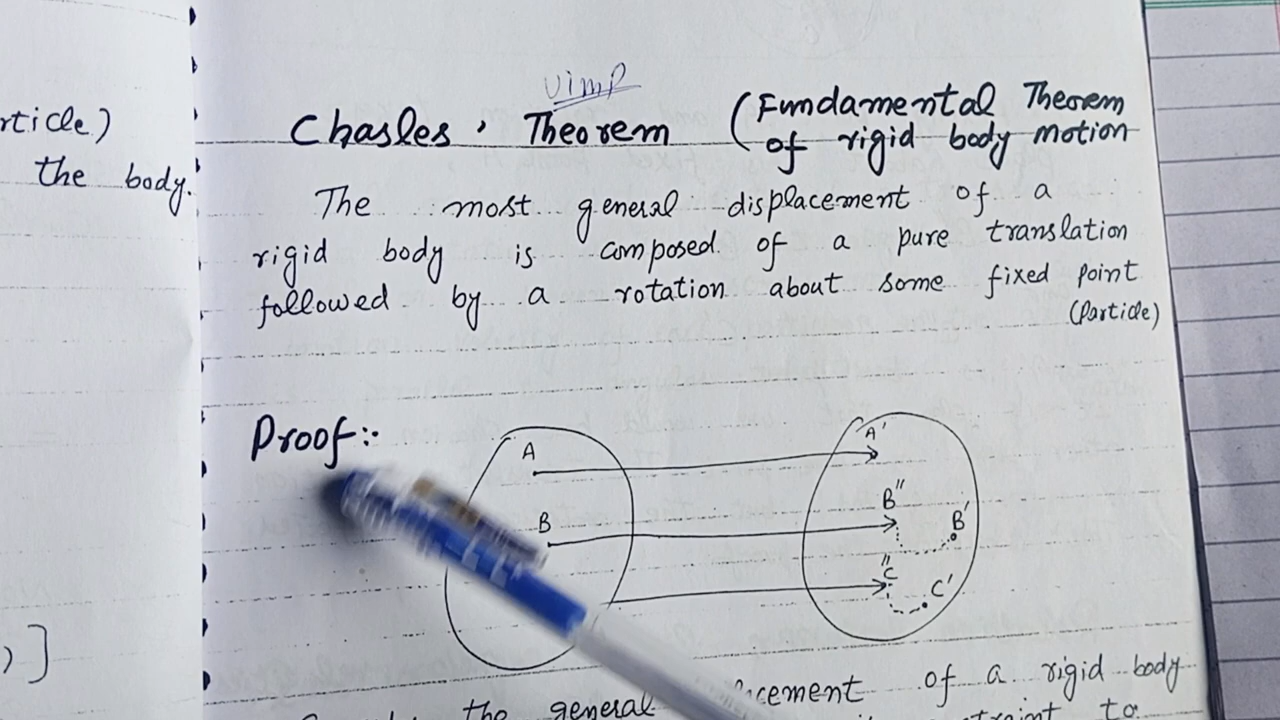 rticle)
the body.
) ]
VIMP
Chasles' Theorem (Fundamental Theorem
of rigid body motion
The most general displacement of a
rigid body is composed of a pure translation
followed by a rotation about some fixed point
(Particle)
Proof:-
A
A'
B
B"
B'
C"
C'
the general
cement of a rigid body
to